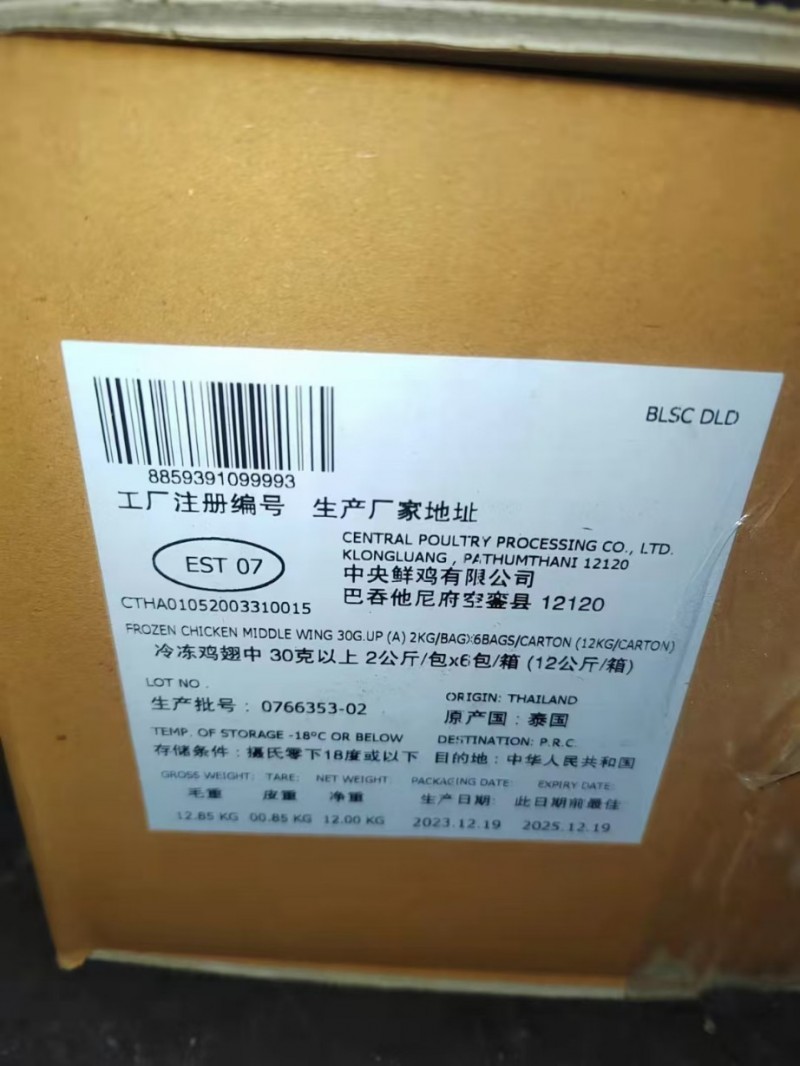 BLSC DLD
8859391099993
工厂注册编号 生产厂家地址
EST 07
CENTRAL POULTRY PROCESSING CO., LTD.
KLONGLUANG , PATHUMTHANI 12120
中央鲜鸡有限公司
巴吞他尼府空銮县 12120
CTHA01052003310015
FROZEN CHICKEN MIDDLE WING 30G.UP (A) 2KG/BAGX6BAGS/CARTON (12KG/CARTON)
冷冻鸡翅中 30克以上 2公斤/包x6包/箱 (12公斤/箱)
LOT NO .
生产批号： 0766353-02
ORIGIN: THAILAND
原产国：泰国
TEMP. OF STORAGE -18°C OR BELOW
存储条件：摄氏零下18度或以下
DESTINATION: P.R.C.
目的地：中华人民共和国
GROSS WEIGHT: TARE: NET WEIGHT: PACKAGING DATE: EXPIRY DATE:
毛重 皮重 净重 生产日期： 此日期前最佳
12.85 KG 00.85 KG 12.00 KG 2023.12.19 2025.12.19